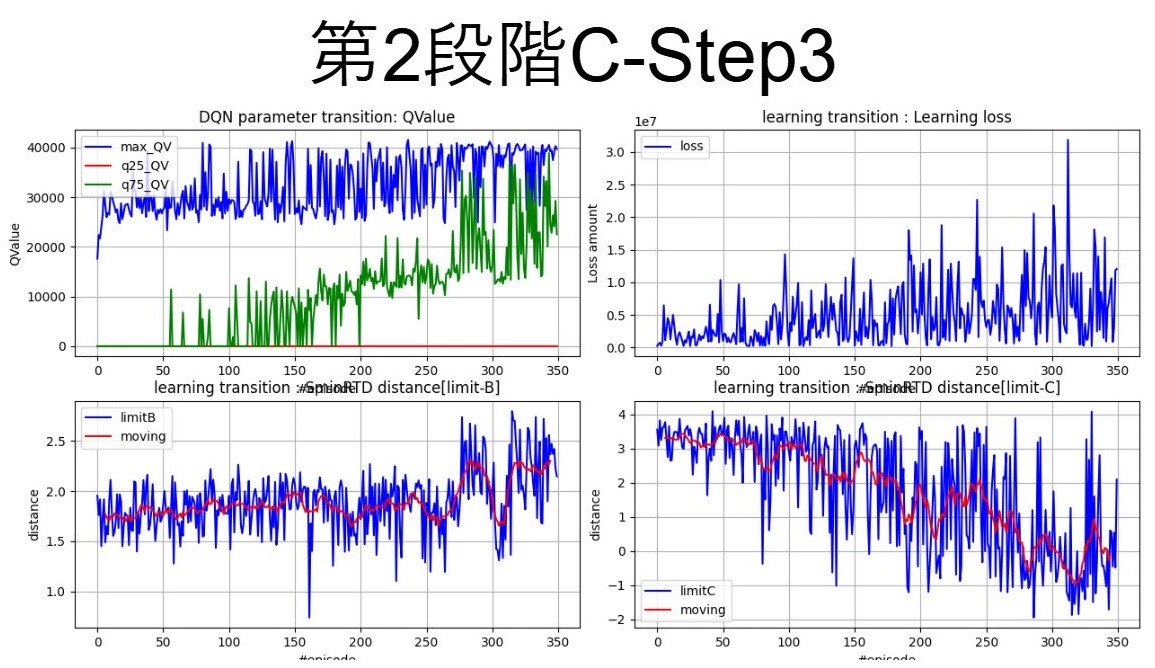 第2段階C-Step3
DQN parameter transition: QValue
max_QV
q25_QV
q75_QV
QValue
40000
30000
20000
10000
0
0 50 100 150 200 250 300 350
#episode
learning transition : Learning loss
1e7
loss
Loss amount
3.0
2.5
2.0
1.5
1.0
0.5
0.0
0 50 100 150 200 250 300 350
#episode
learning transition : SminRTD distance[limit-B]
limitB
moving
distance
2.5
2.0
1.5
1.0
0 50 100 150 200 250 300 350
#episode
learning transition : SminRTD distance[limit-C]
distance
4
3
2
1
0
−1
−2
limitC
moving
0 50 100 150 200 250 300 350
#episode